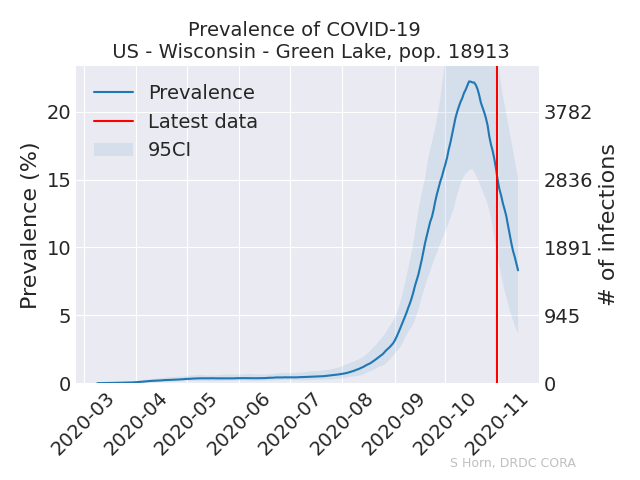 Prevalence of COVID-19
US - Wisconsin - Green Lake, pop. 18913
Prevalence
Latest data
95CI
Prevalence (%)
20
15
10
5
0
3782
2836
1891
945
0
# of infections
2020-03
2020-04
2020-05
2020-06
2020-07
2020-08
2020-09
2020-10
2020-11
S Horn, DRDC CORA